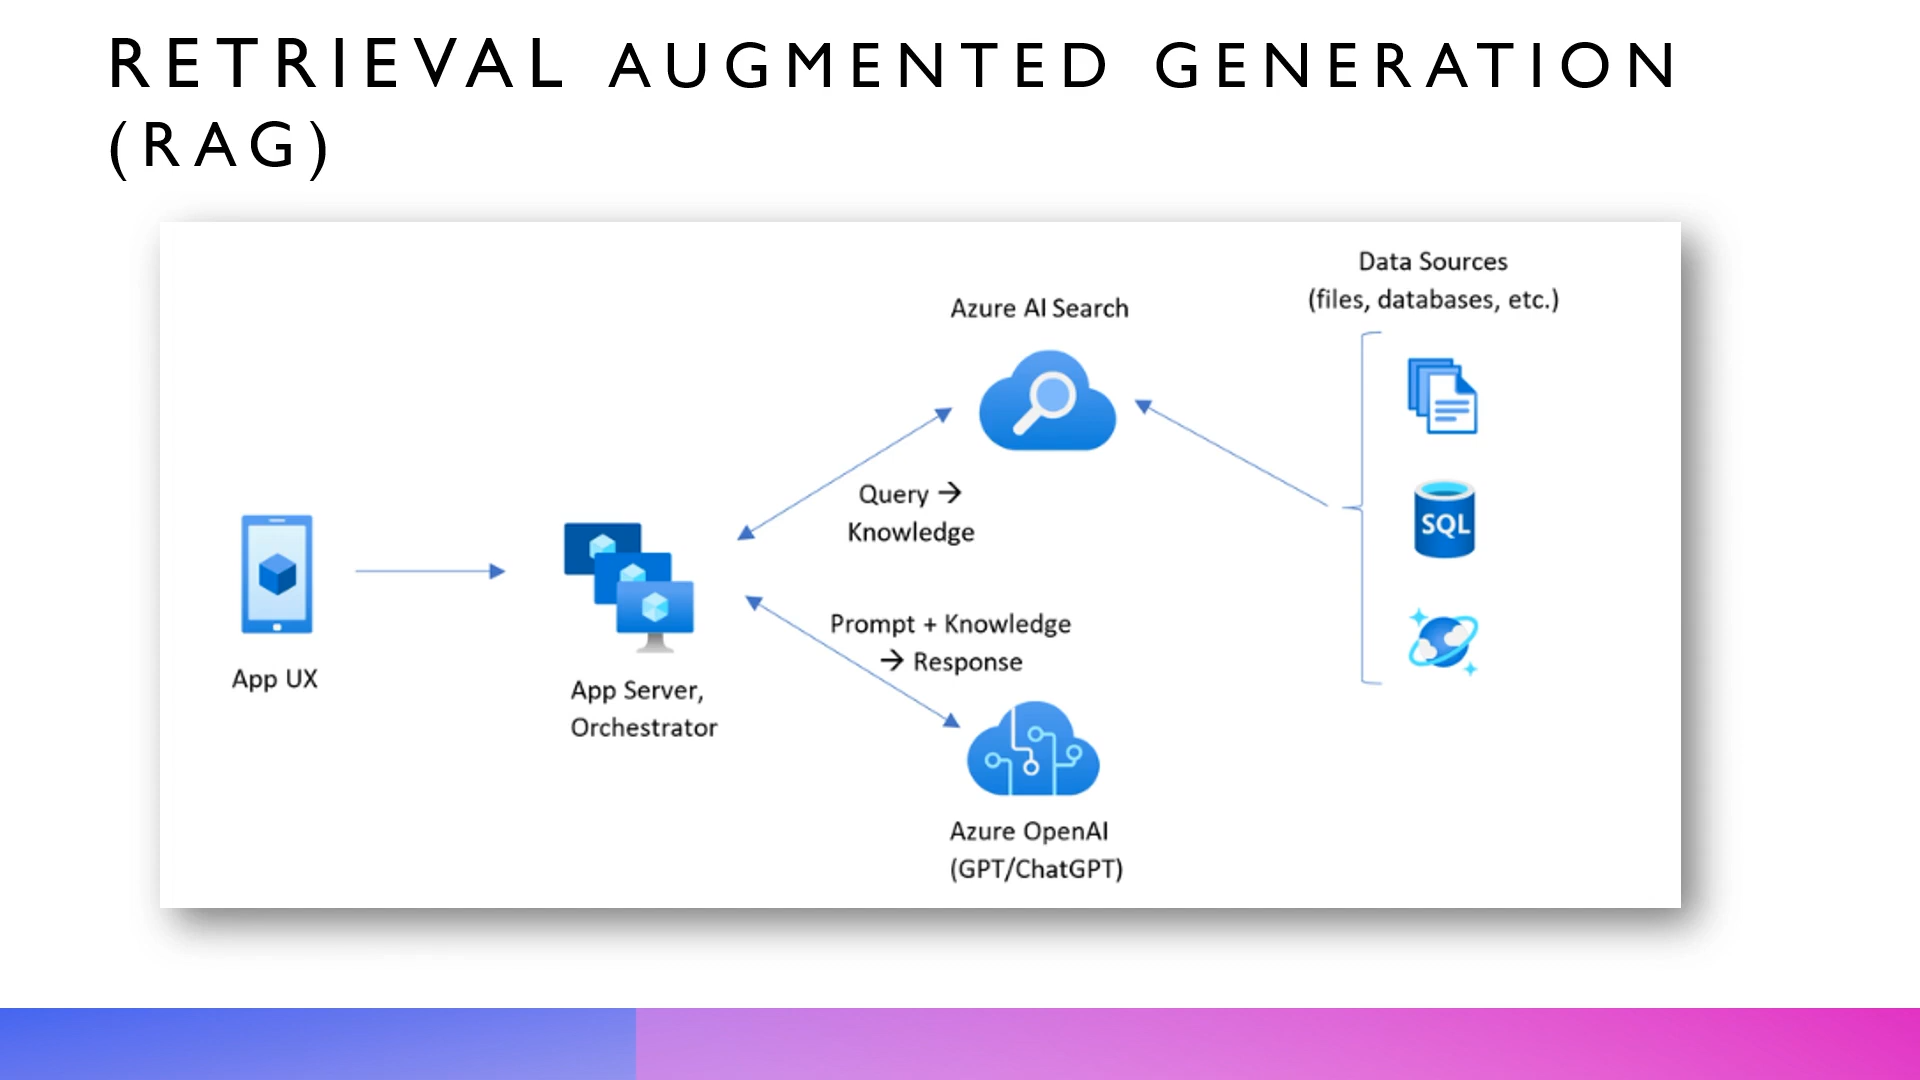 RETRIEVAL AUGMENTED GENERATION
(RAG)
Data Sources
(files, databases, etc.)
Azure AI Search
SQL
Query →
Knowledge
Prompt + Knowledge
→ Response
App UX
App Server,
Orchestrator
Azure OpenAI
(GPT/ChatGPT)